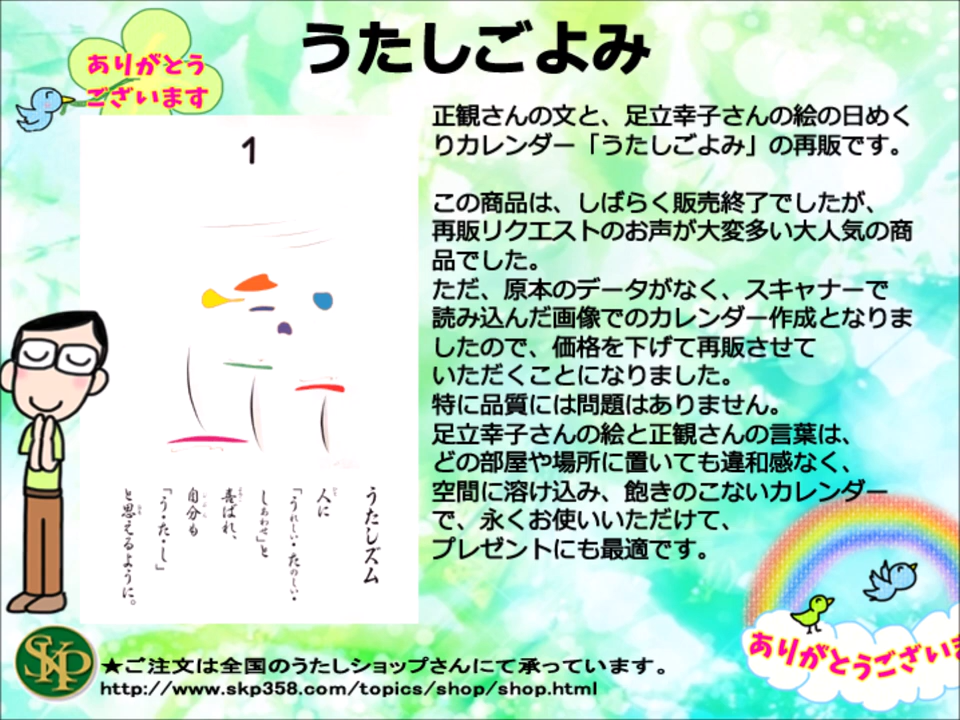 うたしごよみ
ありがとう
ございます
正観さんの文と、足立幸子さんの絵の日めく
りカレンダー「うたしごよみ」の再販です。
この商品は、しばらく販売終了でしたが、
再販リクエストのお声が大変多い大人気の商
品でした。
ただ、原本のデータがなく、スキャナーで
読み込んだ画像でのカレンダー作成となりま
したので、価格を下げて再販させて
いただくことになりました。
特に品質には問題はありません。
足立幸子さんの絵と正観さんの言葉は、
どの部屋や場所に置いても違和感なく、
空間に溶け込み、飽きのこないカレンダー
で、永くお使いいただけて、
プレゼントにも最適です。
1
うたしズム
人に
「うれしい・たのしい・
しあわせ」と
喜ばれ、
自分も
「う・た・し」
と思えるように。
ありがとうございま
SKP
★ご注文は全国のうたしショップさんにて承っています。
http://www.skp358.com/topics/shop/shop.html